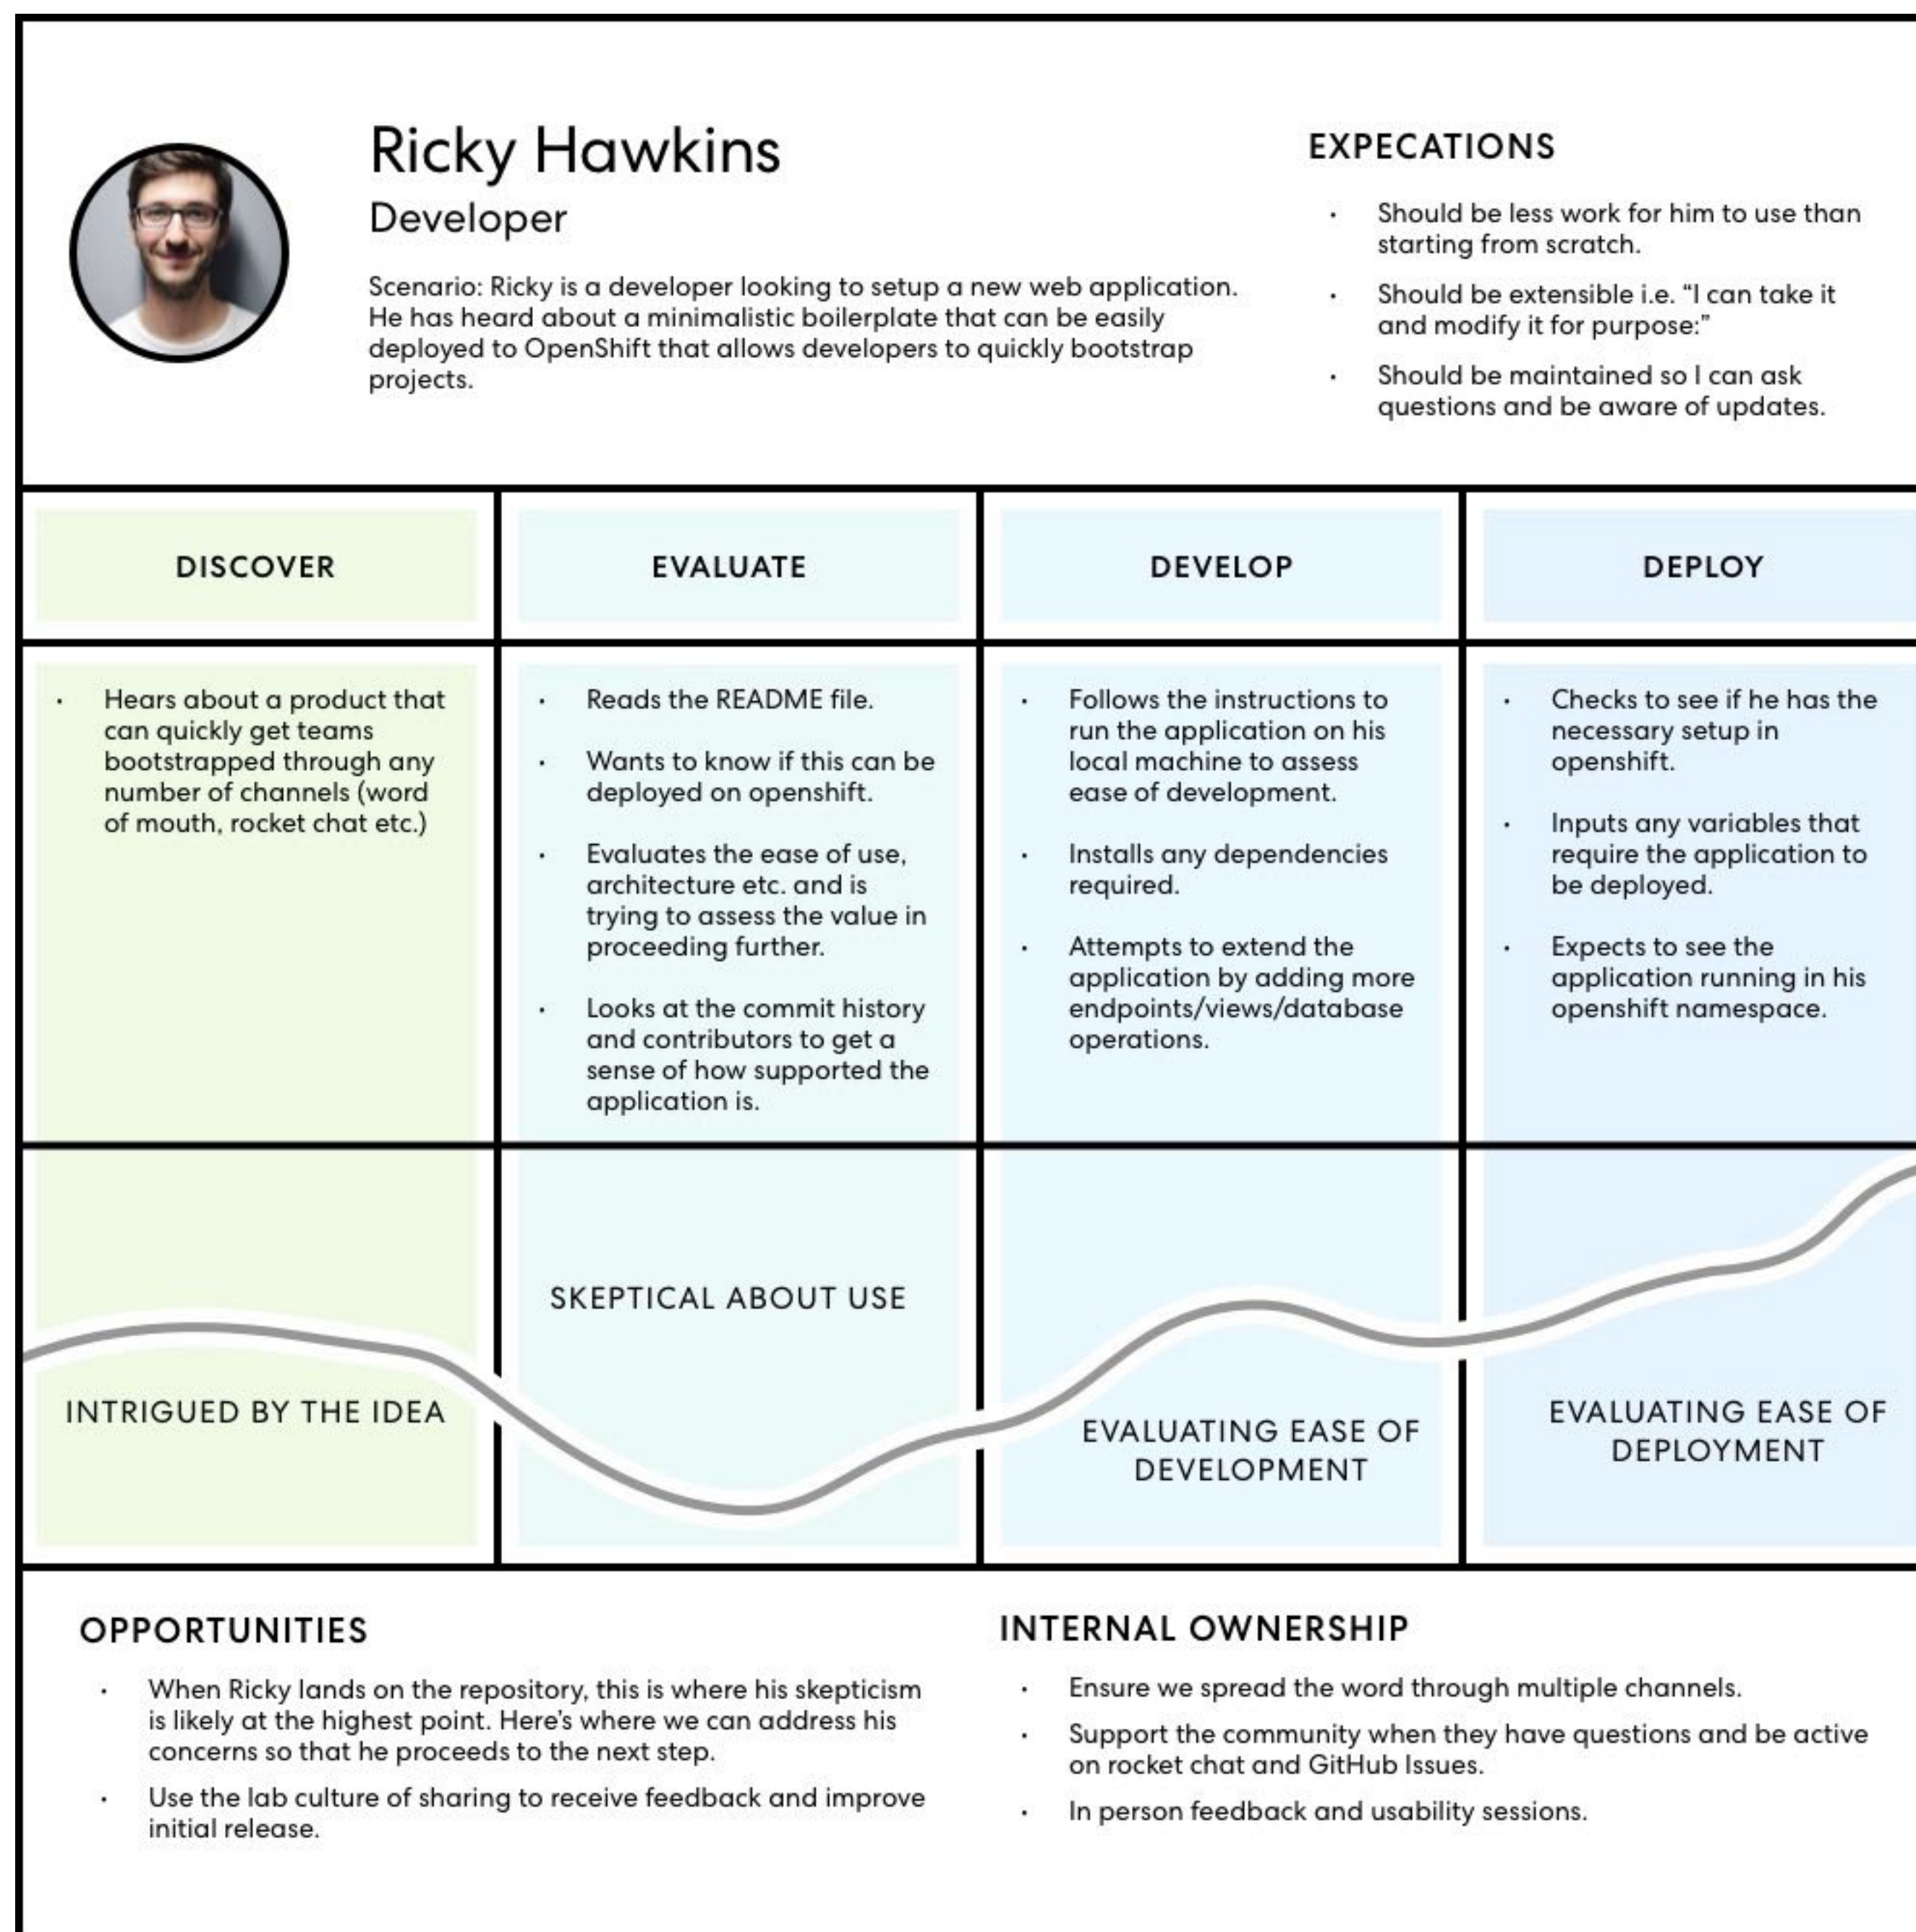 Ricky Hawkins
Developer
Scenario: Ricky is a developer looking to setup a new web application.
He has heard about a minimalistic boilerplate that can be easily
deployed to OpenShift that allows developers to quickly bootstrap
projects.
EXPECATIONS
· Should be less work for him to use than
starting from scratch.
· Should be extensible i.e. “I can take it
and modify it for purpose:”
· Should be maintained so I can ask
questions and be aware of updates.
DISCOVER
EVALUATE
DEVELOP
DEPLOY
· Hears about a product that
can quickly get teams
bootstrapped through any
number of channels (word
of mouth, rocket chat etc.)
· Reads the README file.
· Wants to know if this can be
deployed on openshift.
· Evaluates the ease of use,
architecture etc. and is
trying to assess the value in
proceeding further.
· Looks at the commit history
and contributors to get a
sense of how supported the
application is.
· Follows the instructions to
run the application on his
local machine to assess
ease of development.
· Installs any dependencies
required.
· Attempts to extend the
application by adding more
endpoints/views/database
operations.
· Checks to see if he has the
necessary setup in
openshift.
· Inputs any variables that
require the application to
be deployed.
· Expects to see the
application running in his
openshift namespace.
INTRIGUED BY THE IDEA
SKEPTICAL ABOUT USE
EVALUATING EASE OF
DEVELOPMENT
EVALUATING EASE OF
DEPLOYMENT
OPPORTUNITIES
· When Ricky lands on the repository, this is where his skepticism
is likely at the highest point. Here’s where we can address his
concerns so that he proceeds to the next step.
· Use the lab culture of sharing to receive feedback and improve
initial release.
INTERNAL OWNERSHIP
· Ensure we spread the word through multiple channels.
· Support the community when they have questions and be active
on rocket chat and GitHub Issues.
· In person feedback and usability sessions.